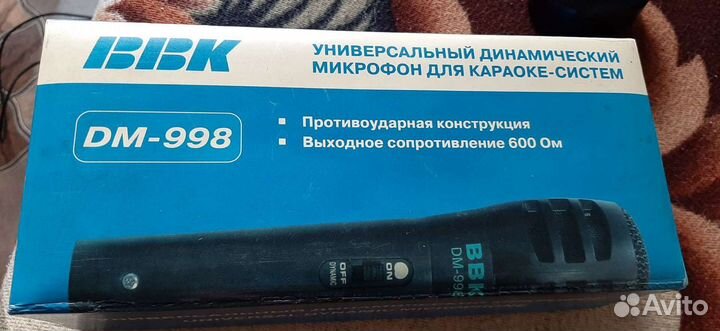 BBK
УНИВЕРСАЛЬНЫЙ ДИНАМИЧЕСКИЙ
МИКРОФОН ДЛЯ КАРАОКЕ-СИСТЕМ
DM-998
Противоударная конструкция
Выходное сопротивление 600 Ом
OFF
ON
DYNAMIC
BBK
DM-998
Avito